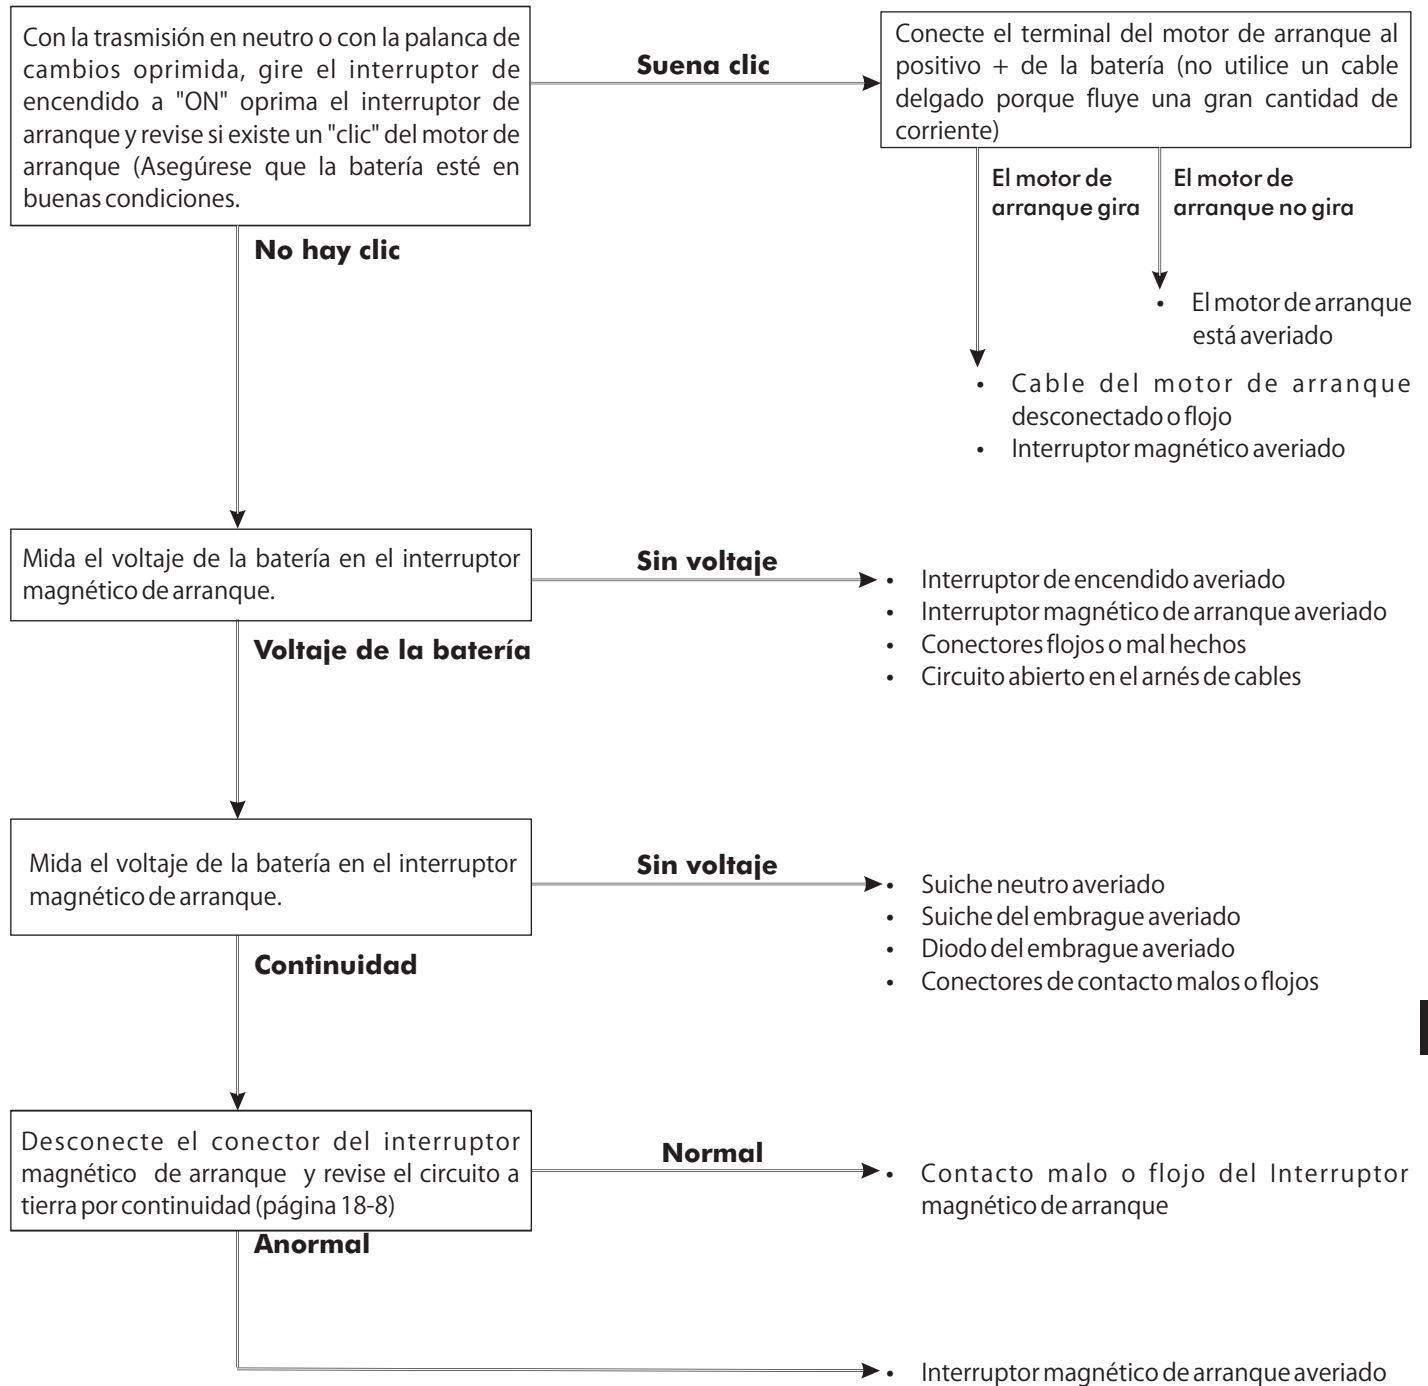 Con la trasmisión en neutro o con la palanca de
cambios oprimida, gire el interruptor de
encendido a "ON" oprima el interruptor de
arranque y revise si existe un "clic" del motor de
arranque (Asegúrese que la batería esté en
buenas condiciones.
Suena clic
Conecte el terminal del motor de arranque al
positivo + de la batería (no utilice un cable
delgado porque fluye una gran cantidad de
corriente)
El motor de
arranque gira
El motor de
arranque no gira
No hay clic
• El motor de arranque
está averiado
• Cable del motor de arranque
desconectado o flojo
• Interruptor magnético averiado
Mida el voltaje de la batería en el interruptor
magnético de arranque.
Sin voltaje
• Interruptor de encendido averiado
• Interruptor magnético de arranque averiado
• Conectores flojos o mal hechos
• Circuito abierto en el arnés de cables
Voltaje de la batería
Mida el voltaje de la batería en el interruptor
magnético de arranque.
Sin voltaje
• Suiche neutro averiado
• Suiche del embrague averiado
• Diodo del embrague averiado
• Conectores de contacto malos o flojos
Continuidad
Desconecte el conector del interruptor
magnético de arranque y revise el circuito a
tierra por continuidad (página 18-8)
Normal
• Contacto malo o flojo del Interruptor
magnético de arranque
Anormal
• Interruptor magnético de arranque averiado